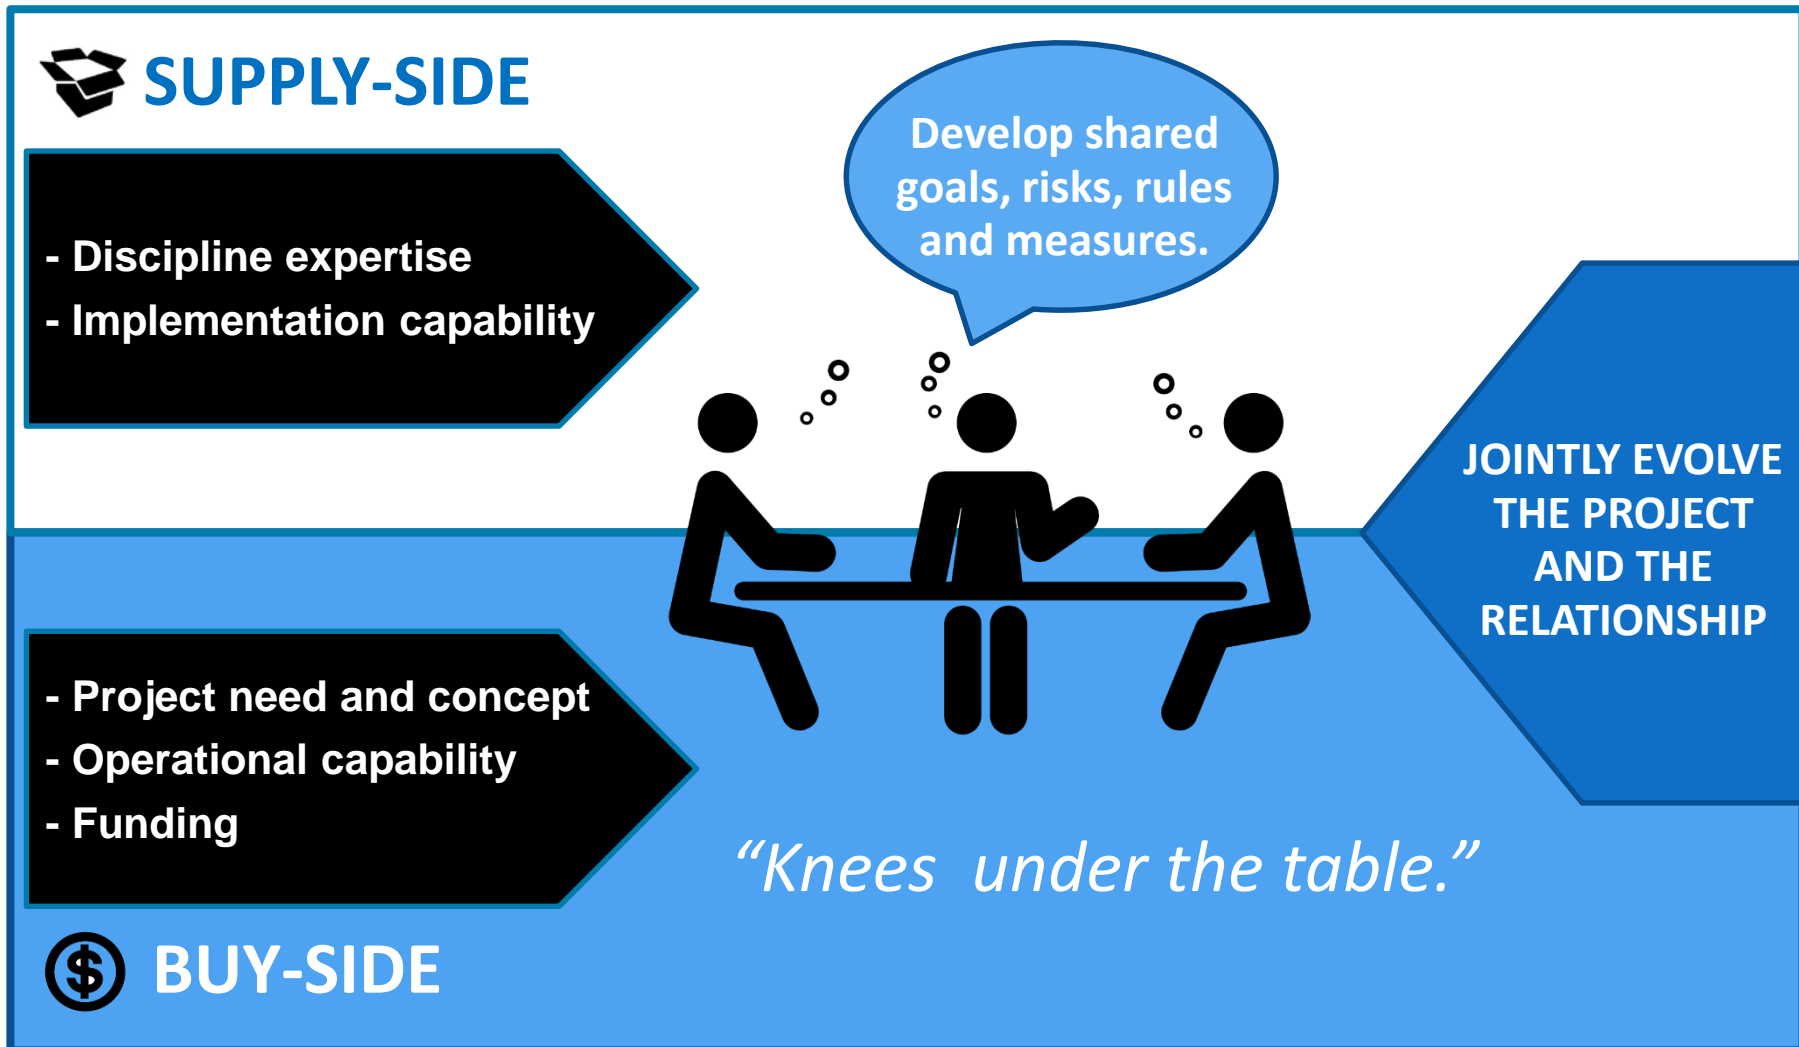 SUPPLY-SIDE
- Discipline expertise
- Implementation capability
Develop shared
goals, risks, rules
and measures.
JOINTLY EVOLVE
THE PROJECT
AND THE
RELATIONSHIP
- Project need and concept
- Operational capability
- Funding
“Knees  under the table.”
$
BUY-SIDE